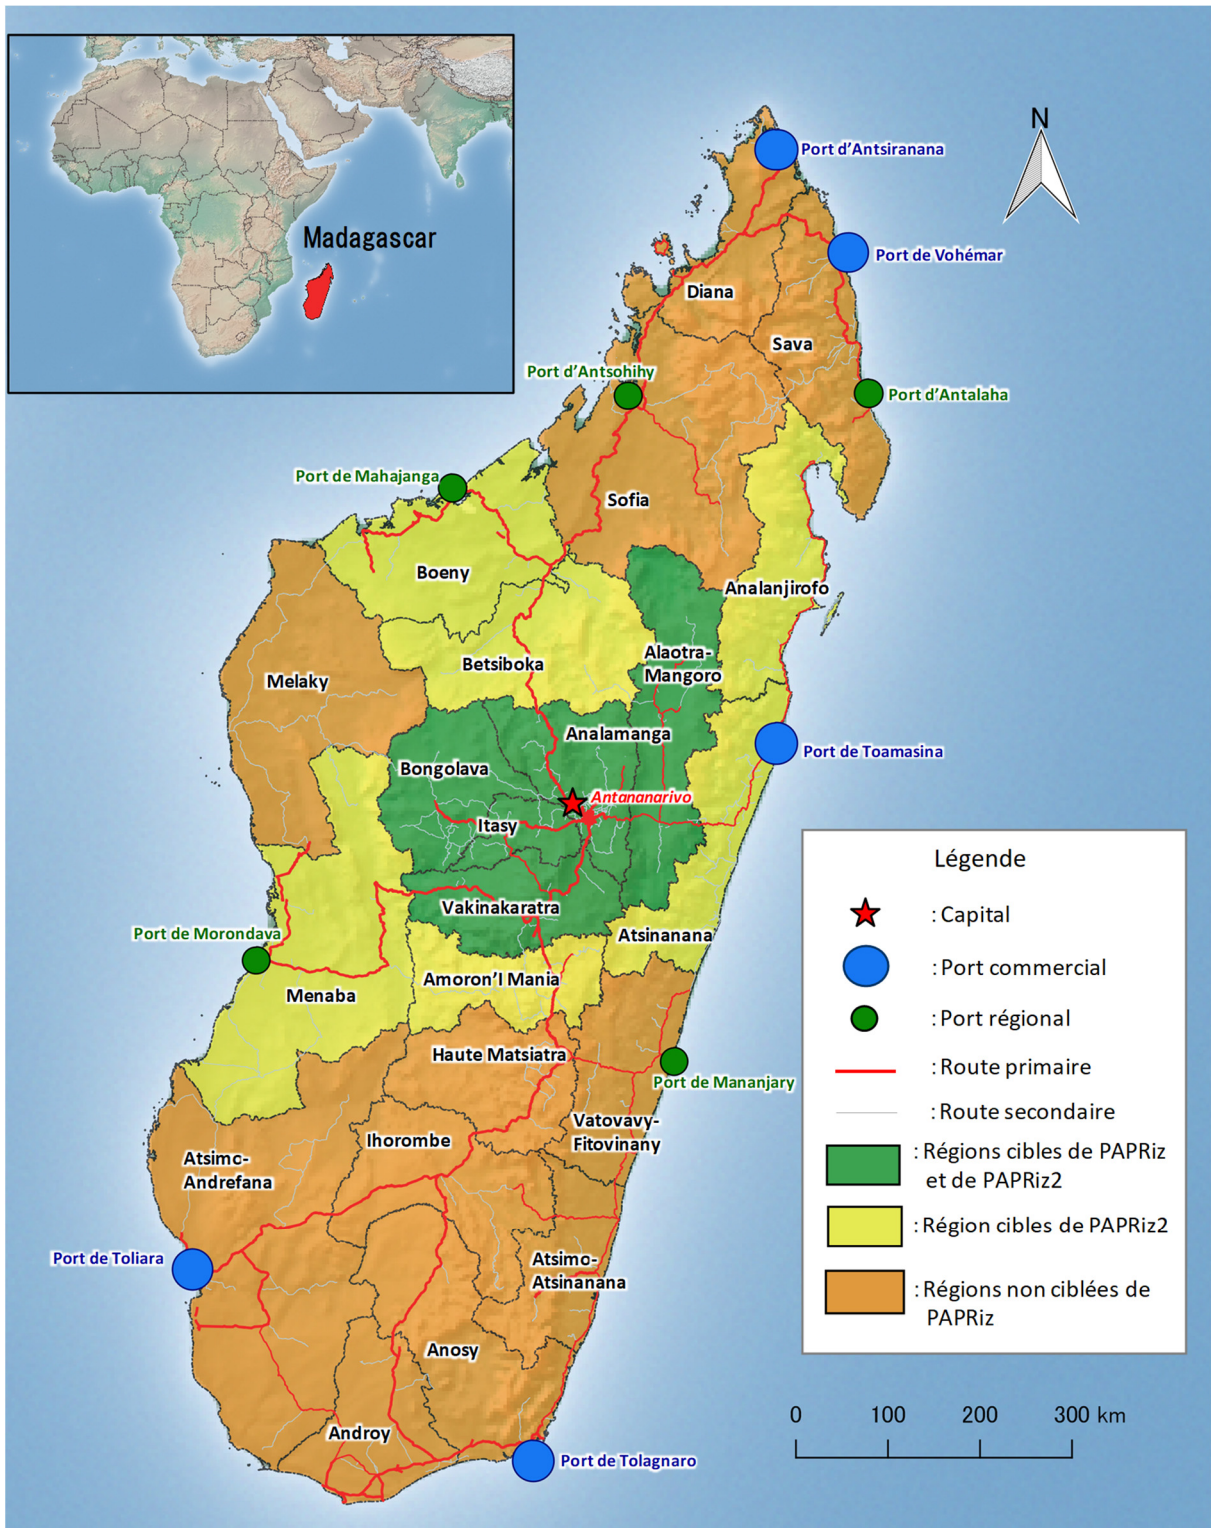 Madagascar
N
Port d'Antsiranana
Port de Vohémar
Diana
Sava
Port d'Antsohihy
Port d'Antalaha
Port de Mahajanga
Sofia
Boeny
Analanjirofo
Betsiboka
Alaotra-
Mangoro
Melaky
Analamanga
Port de Toamasina
Bongolava
Antananarivo
Itasy
Vakinakaratra
Port de Morondava
Atsinanana
Amoron'I Mania
Menaba
Haute Matsiatra
Port de Mananjary
Vatovavy-
Fitovinany
Ihorombe
Atsimo-
Andrefana
Port de Toliara
Atsimo-
Atsinanana
Anosy
Androy
Port de Tolagnaro
Légende
: Capital
: Port commercial
: Port régional
: Route primaire
: Route secondaire
: Régions cibles de PAPRiz
et de PAPRiz2
: Région cibles de PAPRiz2
: Régions non ciblées de
PAPRiz
0 100 200 300 km